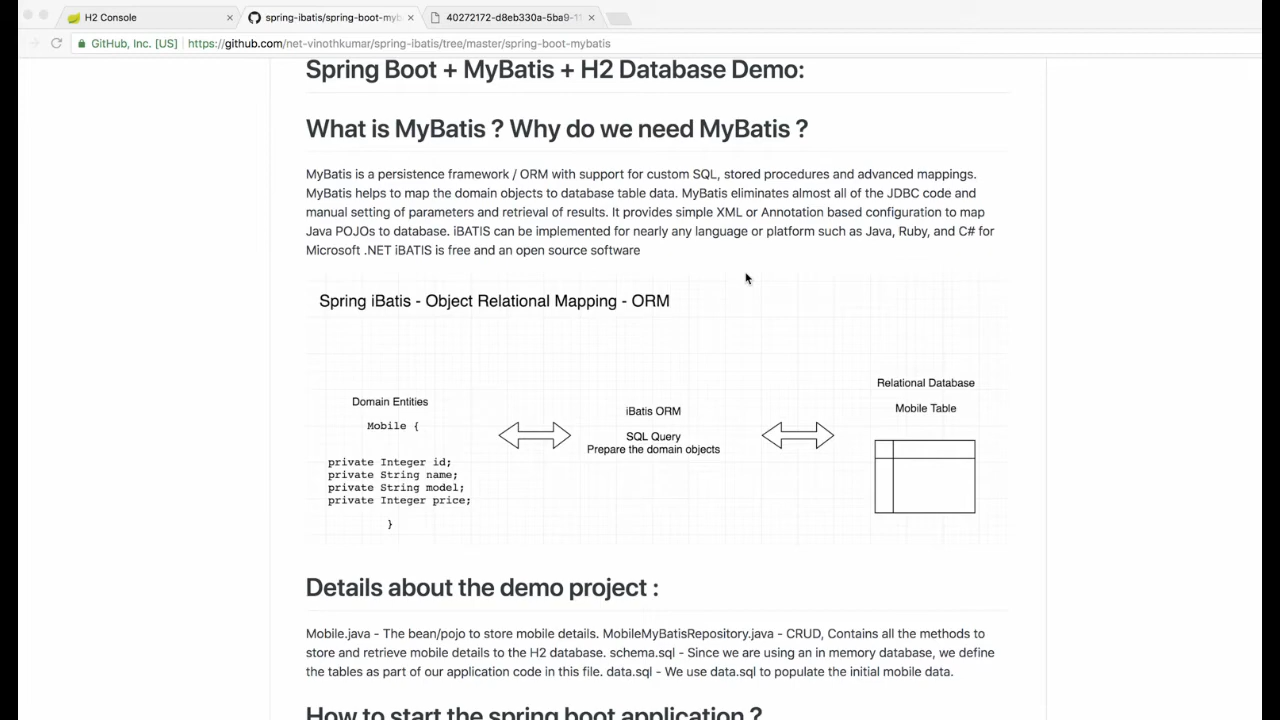 H2 Console
spring-ibatis/spring-boot-myb
40272172-d8eb330a-5ba9-11
GitHub, Inc. [US] https://github.com/net-vinothkumar/spring-ibatis/tree/master/spring-boot-mybatis
Spring Boot + MyBatis + H2 Database Demo:
What is MyBatis ? Why do we need MyBatis ?
MyBatis is a persistence framework / ORM with support for custom SQL, stored procedures and advanced mappings.
MyBatis helps to map the domain objects to database table data. MyBatis eliminates almost all of the JDBC code and
manual setting of parameters and retrieval of results. It provides simple XML or Annotation based configuration to map
Java POJOs to database. iBATIS can be implemented for nearly any language or platform such as Java, Ruby, and C# for
Microsoft .NET iBATIS is free and an open source software
Spring iBatis - Object Relational Mapping - ORM
Domain Entities
Mobile {
private Integer id;
private String name;
private String model;
private Integer price;
}
iBatis ORM
SQL Query
Prepare the domain objects
Relational Database
Mobile Table
Details about the demo project :
Mobile.java - The bean/pojo to store mobile details. MobileMyBatisRepository.java - CRUD, Contains all the methods to
store and retrieve mobile details to the H2 database. schema.sql - Since we are using an in memory database, we define
the tables as part of our application code in this file. data.sql - We use data.sql to populate the initial mobile data.
How to start the spring boot application ?